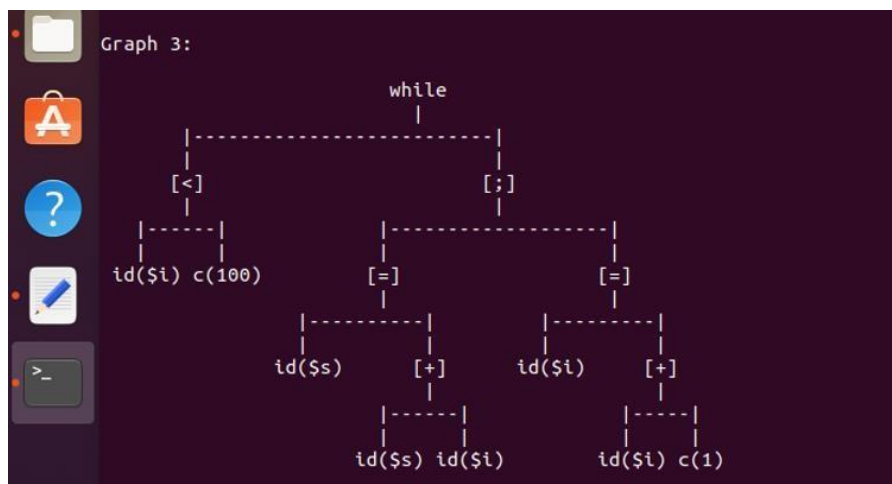 Graph 3:
while
[<] [;]
id($i) c(100) [=] [=]
id($s) [+] id($i) [+]
id($s) id($i) id($i) c(1)